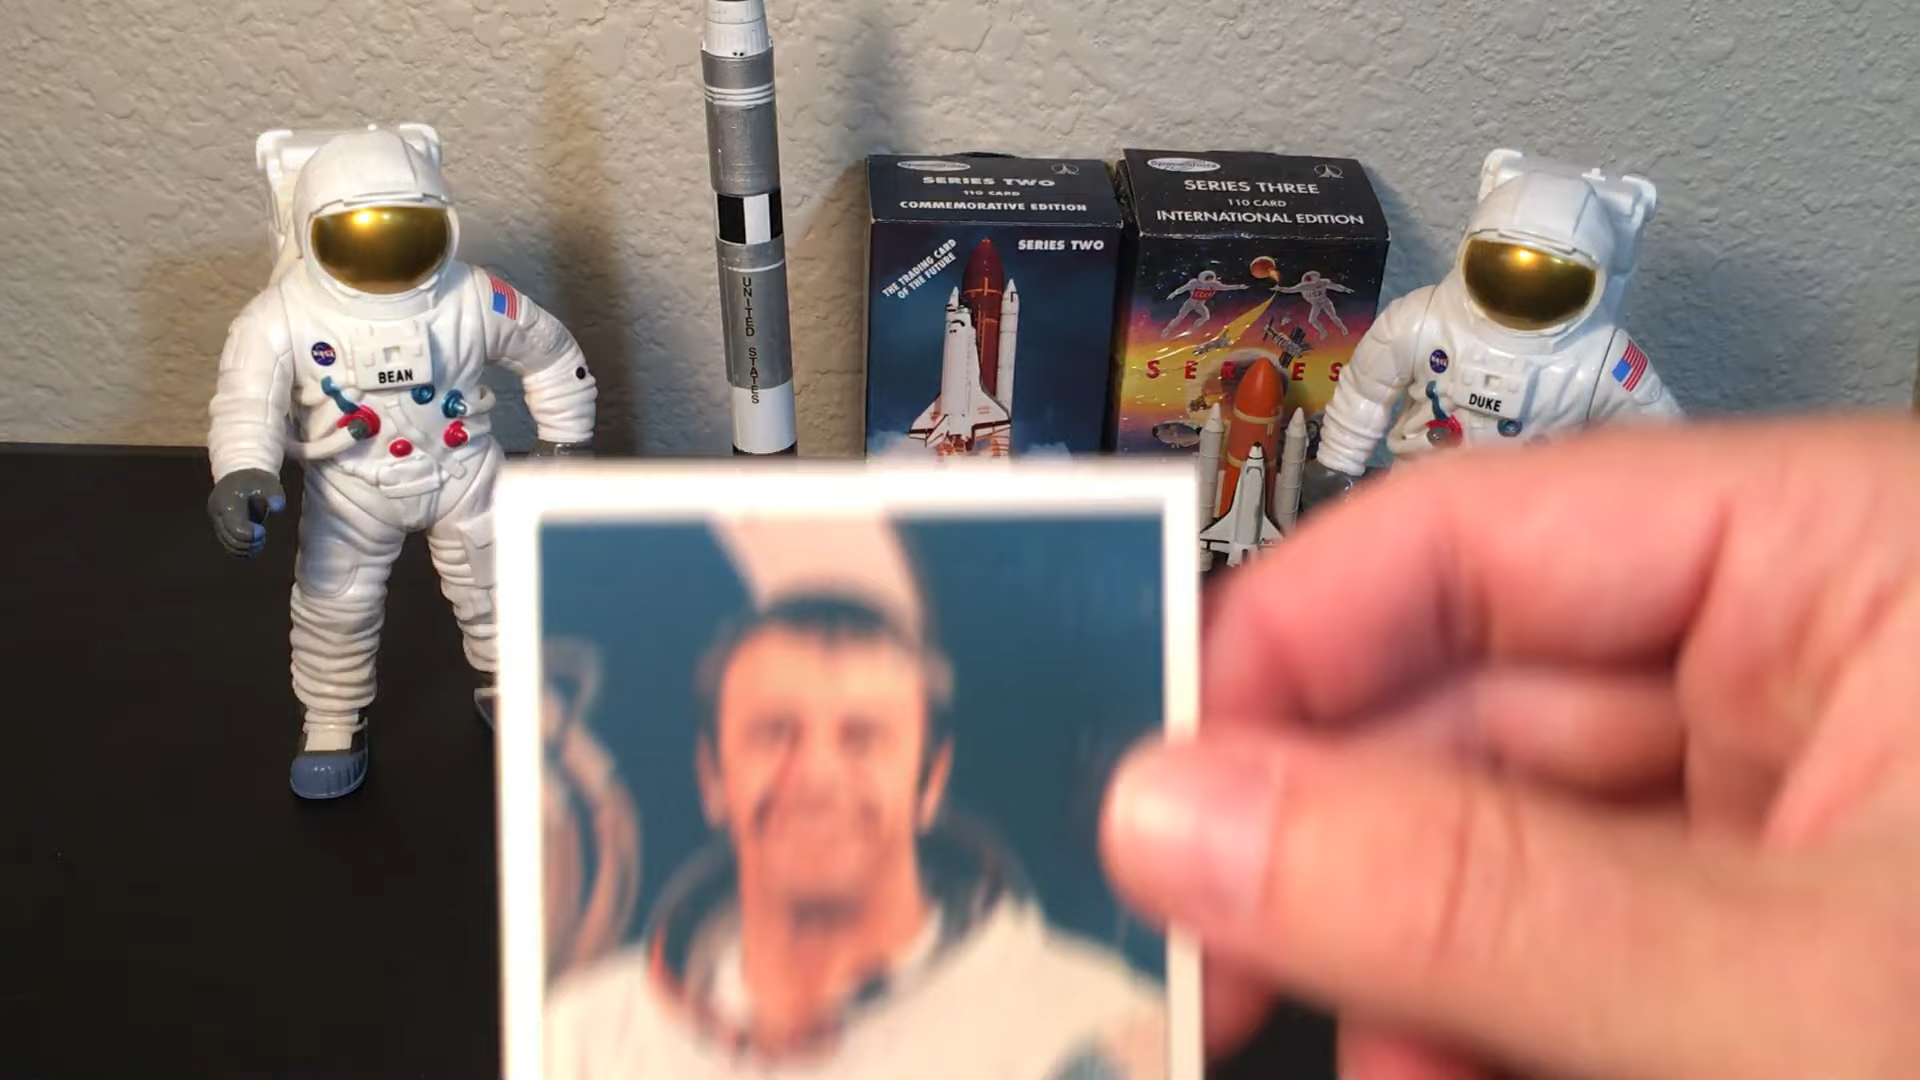 BEAN
UNITED STATES
SERIES TWO
110 CARD
COMMEMORATIVE EDITION
THE TRADING CARD
OF THE FUTURE
SERIES TWO
SERIES THREE
110 CARD
INTERNATIONAL EDITION
SERIES
DUKE